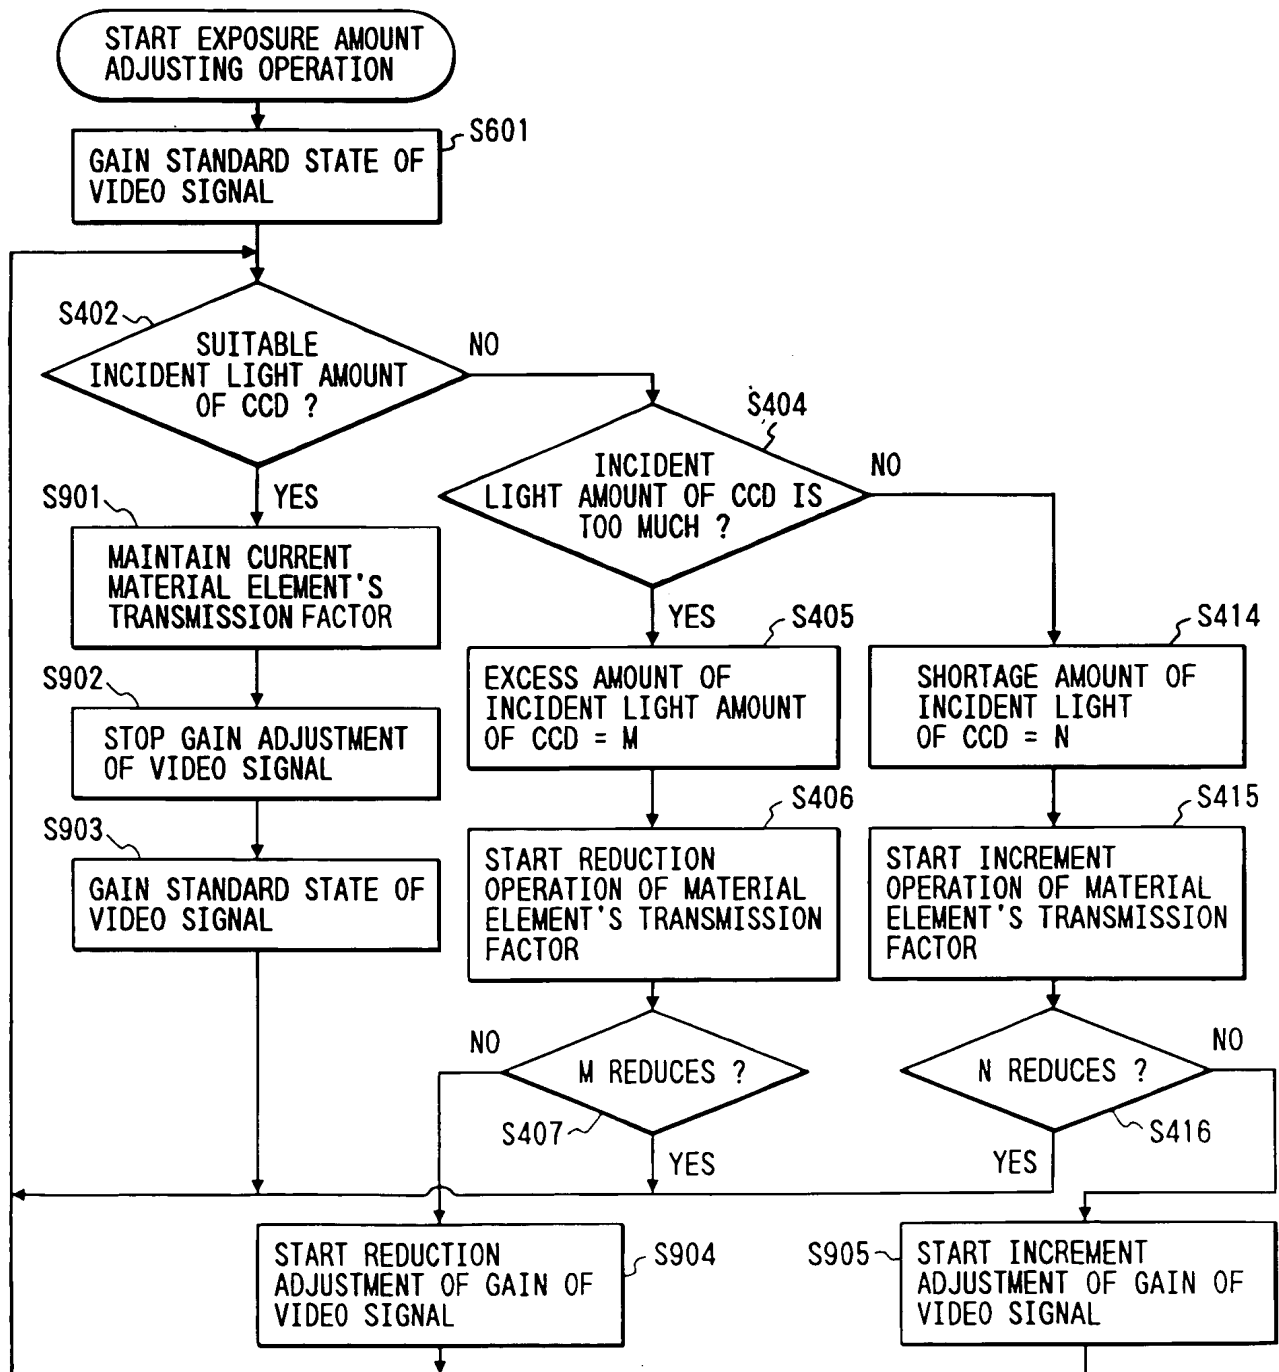 START EXPOSURE AMOUNT
ADJUSTING OPERATION
S601
GAIN STANDARD STATE OF
VIDEO SIGNAL
S402
SUITABLE
INCIDENT LIGHT AMOUNT
OF CCD ?
NO
YES
S404
INCIDENT
LIGHT AMOUNT OF CCD IS
TOO MUCH ?
NO
YES
S901
MAINTAIN CURRENT
MATERIAL ELEMENT'S
TRANSMISSION FACTOR
S902
STOP GAIN ADJUSTMENT
OF VIDEO SIGNAL
S903
GAIN STANDARD STATE OF
VIDEO SIGNAL
S405
EXCESS AMOUNT OF
INCIDENT LIGHT AMOUNT
OF CCD = M
S406
START REDUCTION
OPERATION OF MATERIAL
ELEMENT'S TRANSMISSION
FACTOR
NO
M REDUCES ?
S407
YES
S414
SHORTAGE AMOUNT OF
INCIDENT LIGHT
OF CCD = N
S415
START INCREMENT
OPERATION OF MATERIAL
ELEMENT'S TRANSMISSION
FACTOR
NO
N REDUCES ?
S416
YES
START REDUCTION
ADJUSTMENT OF GAIN OF
VIDEO SIGNAL
S904
S905
START INCREMENT
ADJUSTMENT OF GAIN OF
VIDEO SIGNAL